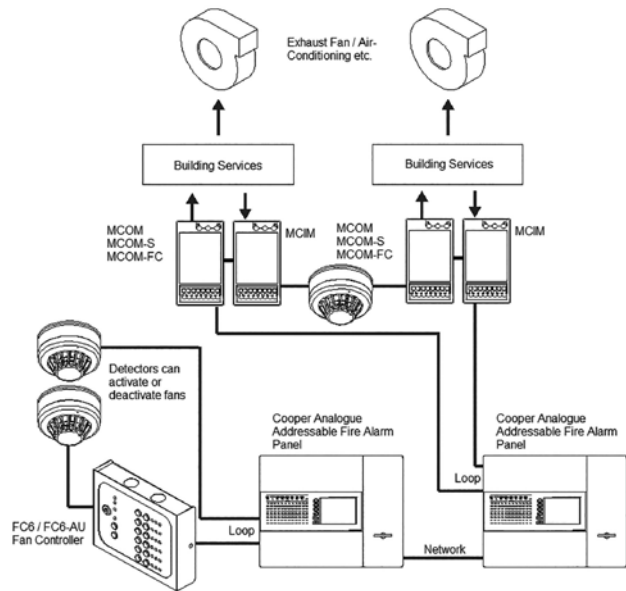 Exhaust Fan / Air-
Conditioning etc.
Building Services
Building Services
MCOM
MCOM-S
MCOM-FC
MCIM
MCOM
MCOM-S
MCOM-FC
MCIM
Detectors can
activate or
deactivate fans
Cooper Analogue
Addressable Fire Alarm
Panel
Cooper Analogue
Addressable Fire Alarm
Panel
Loop
FC6 / FC6-AU
Fan Controller
Loop
Network